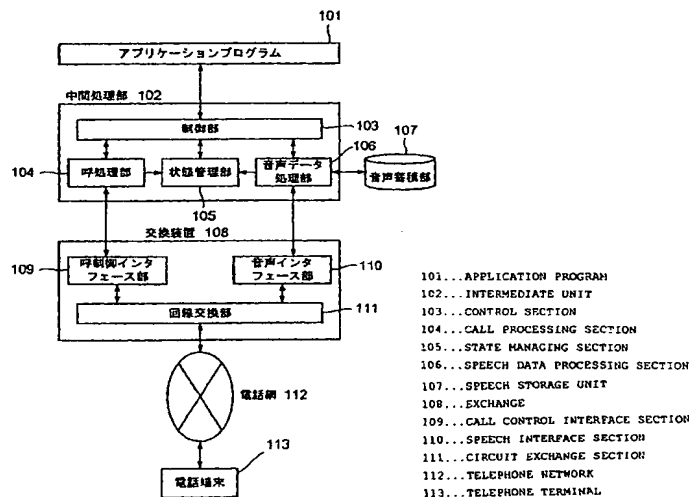 101
アプリケーションプログラム
中間処理部 102
103
制御部
106
107
104
呼処理部
状態管理部
音声データ
処理部
音声蓄積部
105
交換装置 108
109
呼制御インタ
フェース部
音声インタ
フェース部
110
回線交換部
111
電話網 112
113
電話端末
101...APPLICATION PROGRAM
102...INTERMEDIATE UNIT
103...CONTROL SECTION
104...CALL PROCESSING SECTION
105...STATE MANAGING SECTION
106...SPEECH DATA PROCESSING SECTION
107...SPEECH STORAGE UNIT
108...EXCHANGE
109...CALL CONTROL INTERFACE SECTION
110...SPEECH INTERFACE SECTION
111...CIRCUIT EXCHANGE SECTION
112...TELEPHONE NETWORK
113...TELEPHONE TERMINAL